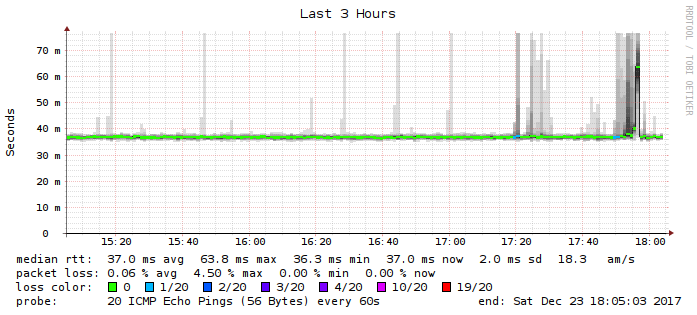 Last 3 Hours
RRDTOOL / TOBI OETIKER
Seconds
70 m
60 m
50 m
40 m
30 m
20 m
10 m
0
15:20 15:40 16:00 16:20 16:40 17:00 17:20 17:40 18:00
median rtt: 37.0 ms avg 63.8 ms max 36.3 ms min 37.0 ms now 2.0 ms sd 18.3 am/s
packet loss: 0.06 % avg 4.50 % max 0.00 % min 0.00 % now
loss color: 0 1/20 2/20 3/20 4/20 10/20 19/20
probe: 20 ICMP Echo Pings (56 Bytes) every 60s end: Sat Dec 23 18:05:03 2017